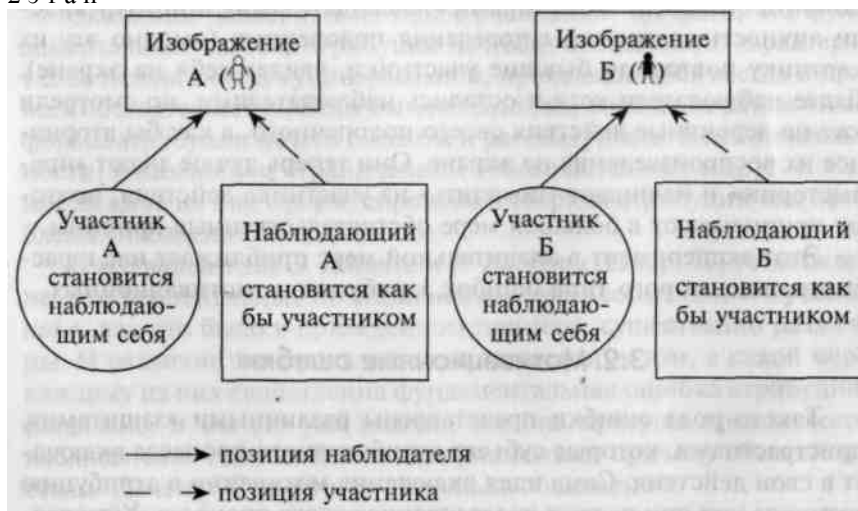 Изображение
А
Изображение
Б
Участник
А
становится
наблюдаю-
щим себя
Наблюдающий
А
становится как
бы участником
Участник
Б
становится
наблюдаю-
щим себя
Наблюдающий
Б
становится как
бы участником
позиция наблюдателя
позиция участника